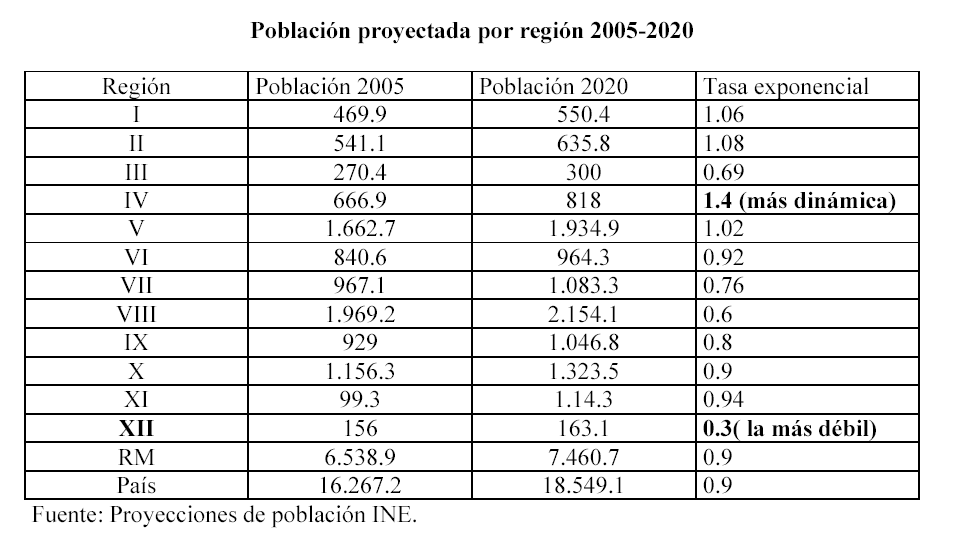 Población proyectada por región 2005-2020
Región Población 2005 Población 2020 Tasa exponencial
I 469.9 550.4 1.06
II 541.1 635.8 1.08
III 270.4 300 0.69
IV 666.9 818 1.4 (más dinámica)
V 1.662.7 1.934.9 1.02
VI 840.6 964.3 0.92
VII 967.1 1.083.3 0.76
VIII 1.969.2 2.154.1 0.6
IX 929 1.046.8 0.8
X 1.156.3 1.323.5 0.9
XI 99.3 1.14.3 0.94
XII 156 163.1 0.3( la más débil)
RM 6.538.9 7.460.7 0.9
País 16.267.2 18.549.1 0.9
Fuente: Proyecciones de población INE.